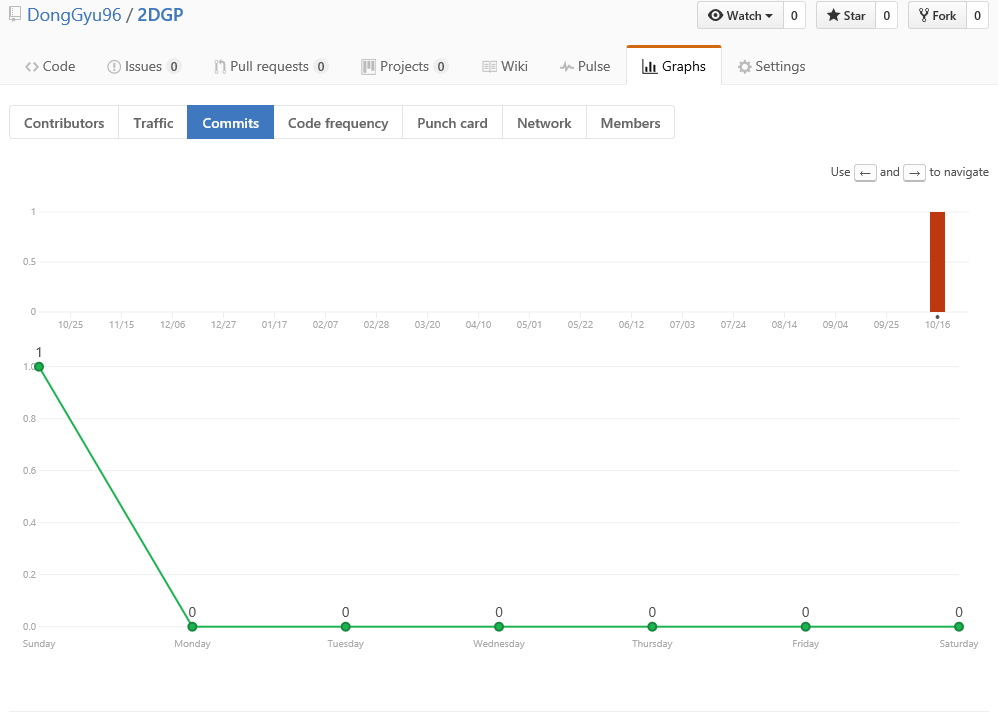 DongGyu96 / 2DGP Watch 0 Star 0 Fork 0
Code Issues 0 Pull requests 0 Projects 0 Wiki Pulse Graphs Settings
Contributors Traffic Commits Code frequency Punch card Network Members
Use ← and → to navigate
1
0.5
0
10/25 11/15 12/06 12/27 01/17 02/07 02/28 03/20 04/10 05/01 05/22 06/12 07/03 07/24 08/14 09/04 09/25 10/16
1
1.0
0.8
0.6
0.4
0.2
0 0 0 0 0 0
0.0
Sunday Monday Tuesday Wednesday Thursday Friday Saturday